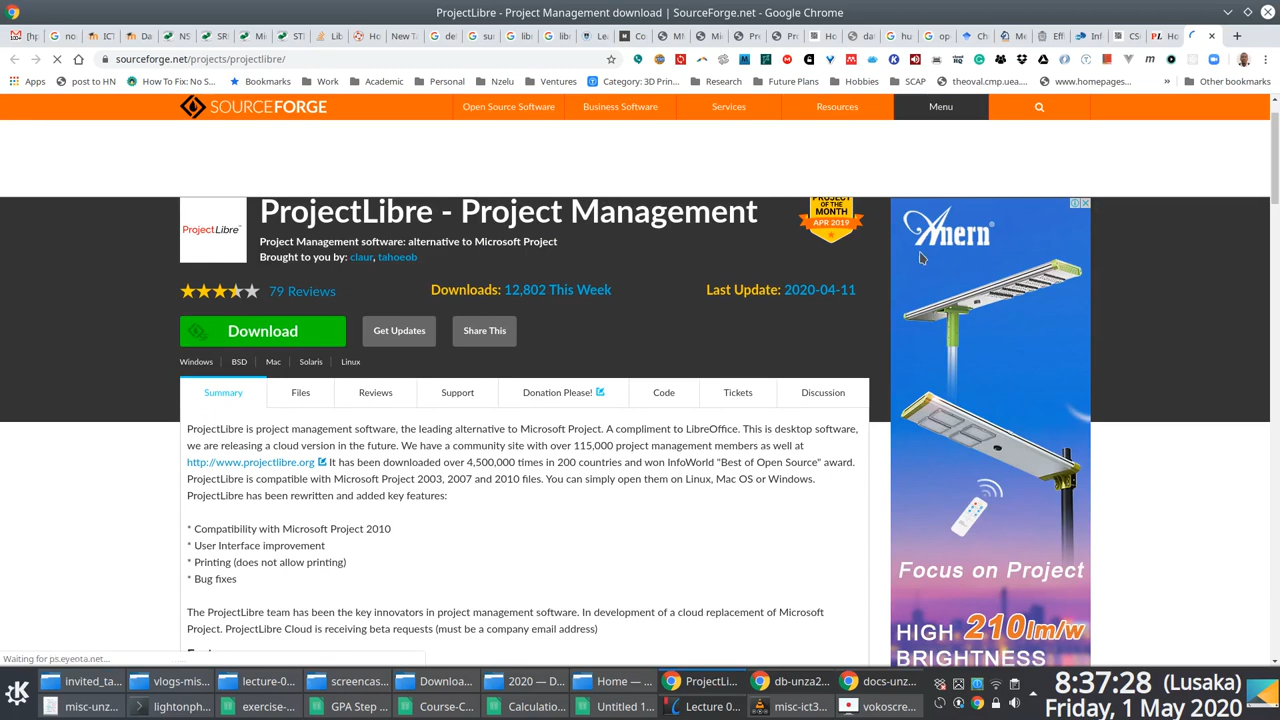 ProjectLibre - Project Management download | SourceForge.net - Google Chrome
sourceforge.net/projects/projectlibre/
Apps post to HN How To Fix: No S... Bookmarks Work Academic Personal Nzelu Ventures Category: 3D Prin... Research Future Plans Hobbies SCAP theoval.cmp.uea.... www.homepages... » Other bookmarks
SOURCEFORGE Open Source Software Business Software Services Resources Menu
ProjectLibre
ProjectLibre - Project Management
PROJECT
OF THE
MONTH
APR 2019
Project Management software: alternative to Microsoft Project
Brought to you by: claur, tahoeob
79 Reviews Downloads: 12,802 This Week Last Update: 2020-04-11
Download Get Updates Share This
Windows BSD Mac Solaris Linux
Summary Files Reviews Support Donation Please! Code Tickets Discussion
ProjectLibre is project management software, the leading alternative to Microsoft Project. A compliment to LibreOffice. This is desktop software,
we are releasing a cloud version in the future. We have a community site with over 115,000 project management members as well at
http://www.projectlibre.org It has been downloaded over 4,500,000 times in 200 countries and won InfoWorld "Best of Open Source" award.
ProjectLibre is compatible with Microsoft Project 2003, 2007 and 2010 files. You can simply open them on Linux, Mac OS or Windows.
ProjectLibre has been rewritten and added key features:
* Compatibility with Microsoft Project 2010
* User Interface improvement
* Printing (does not allow printing)
* Bug fixes
The ProjectLibre team has been the key innovators in project management software. In development of a cloud replacement of Microsoft
Project. ProjectLibre Cloud is receiving beta requests (must be a company email address)
Anern®
Focus on Project
HIGH 210lm/w
BRIGHTNESS
Waiting for ps.eyeota.net...
invited_ta... vlogs-mis... lecture-0... screencas... Downloa... 2020 — D... Home — ... ProjectLi... db-unza2... docs-unz...
misc-unz... lightonph... exercise-... GPA Step ... Course-C... Calculatio... Untitled 1... Lecture 0... misc-ict3... vokoscre...
8:37:28 (Lusaka)
Friday, 1 May 2020